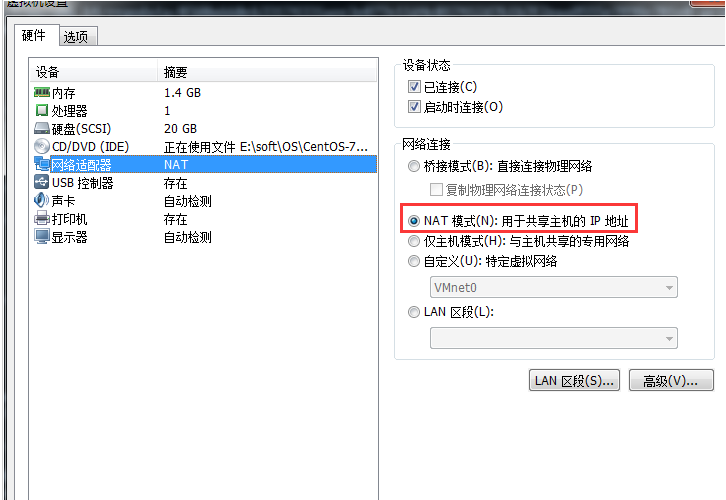 虚拟机设置
硬件 选项
设备 摘要
内存 1.4 GB
处理器 1
硬盘(SCSI) 20 GB
CD/DVD (IDE) 正在使用文件 E:\soft\OS\CentOS-7...
网络适配器 NAT
USB 控制器 存在
声卡 自动检测
打印机 存在
显示器 自动检测
设备状态
已连接(C)
启动时连接(O)
网络连接
桥接模式(B): 直接连接物理网络
复制物理网络连接状态(P)
NAT 模式(N): 用于共享主机的 IP 地址
仅主机模式(H): 与主机共享的专用网络
自定义(U): 特定虚拟网络
VMnet0
LAN 区段(L):
LAN 区段(S)... 高级(V)...